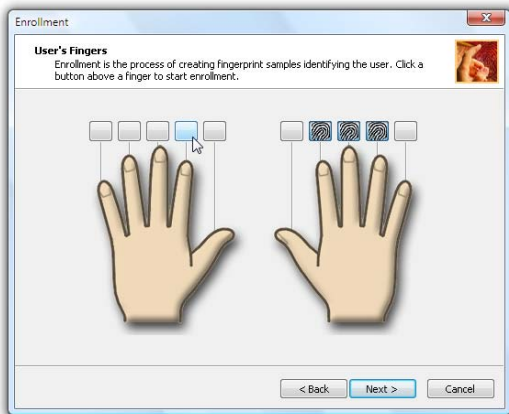 Enrollment
User's Fingers
Enrollment is the process of creating fingerprint samples identifying the user. Click a
button above a finger to start enrollment.
< Back
Next >
Cancel